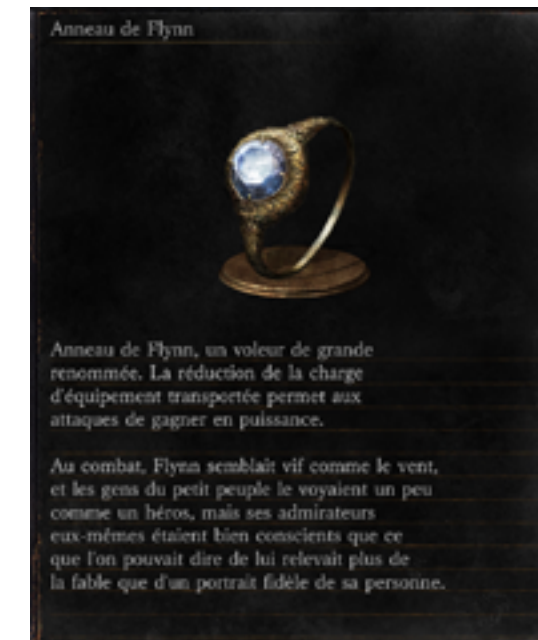 Anneau de Flynn
Anneau de Flynn, un voleur de grande
renommée. La réduction de la charge
d'équipement transportée permet aux
attaques de gagner en puissance.
Au combat, Flynn semblait vif comme le vent,
et les gens du petit peuple le voyaient un peu
comme un héros, mais ses admirateurs
eux-mêmes étaient bien conscients que ce
que l'on pouvait dire de lui relevait plus de
la fable que d'un portrait fidèle de sa personne.